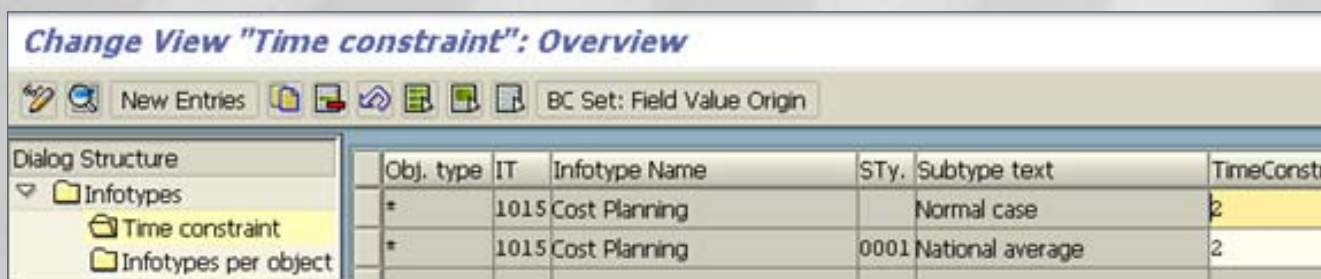 Change View "Time constraint": Overview
New Entries BC Set: Field Value Origin
Dialog Structure
Infotypes
Time constraint
Infotypes per object
Obj. type IT Infotype Name STy. Subtype text TimeConstr
* 1015 Cost Planning Normal case 2
* 1015 Cost Planning 0001 National average 2